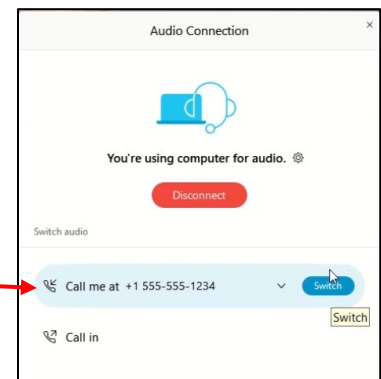 Audio Connection
You're using computer for audio.
Disconnect
Switch audio
Call me at +1 555-555-1234 Switch
Switch
Call in